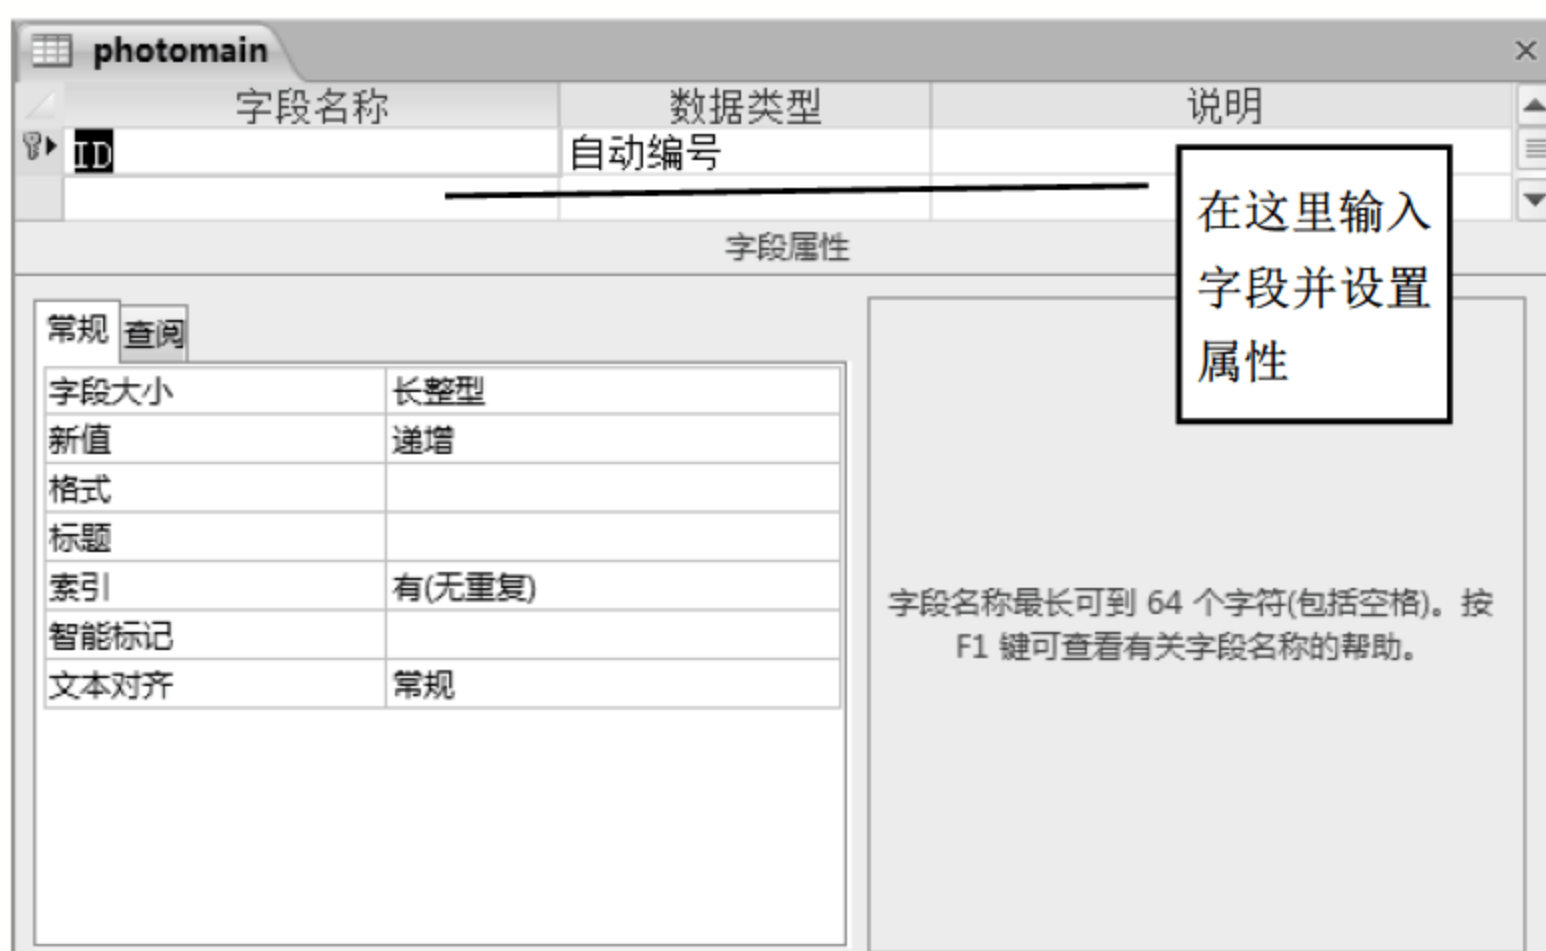 photomain
字段名称 数据类型 说明
ID 自动编号
在这里输入
字段并设置
属性
字段属性
常规 查阅
字段大小 长整型
新值 递增
格式
标题
索引 有(无重复)
智能标记
文本对齐 常规
字段名称最长可到 64 个字符(包括空格)。按
F1 键可查看有关字段名称的帮助。